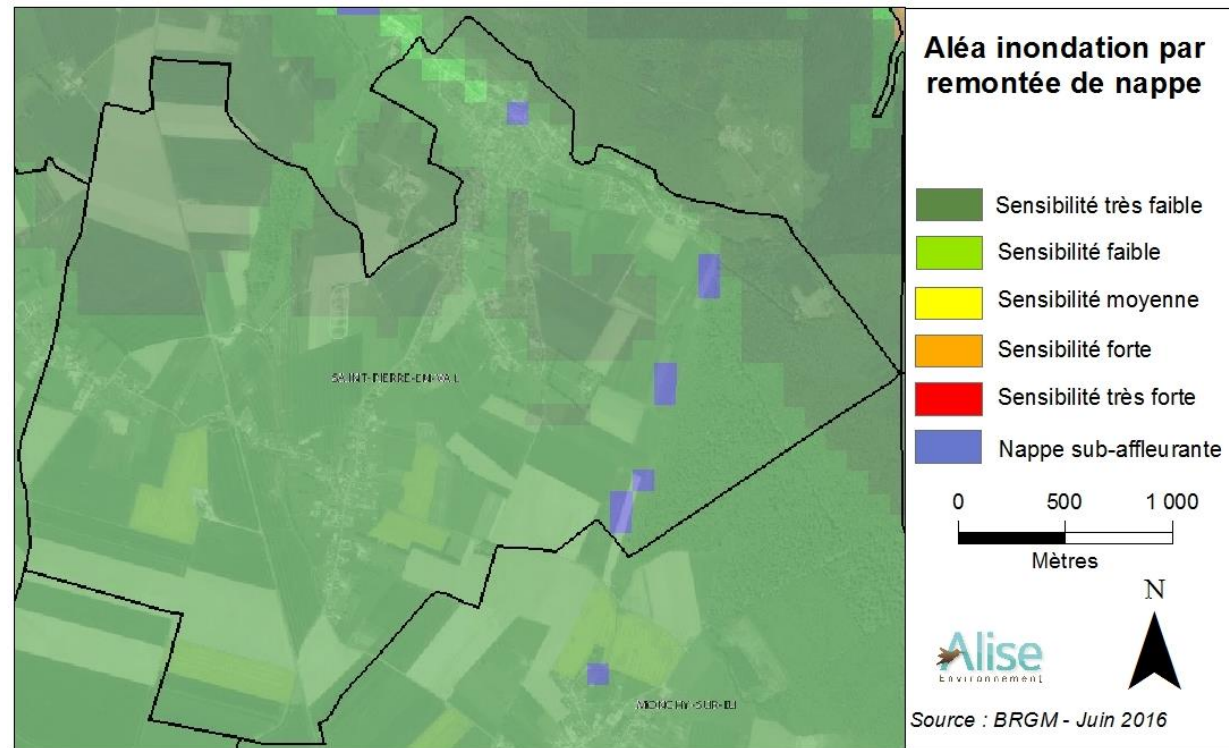 Aléa inondation par
remontée de nappe
Sensibilité très faible
Sensibilité faible
Sensibilité moyenne
Sensibilité forte
Sensibilité très forte
Nappe sub-affleurante
0 500 1 000
Mètres
N
Alise
Environnement
Source : BRGM - Juin 2016
SAINT-PIERRE-EN-VAL
MONCHY-SUR-EU